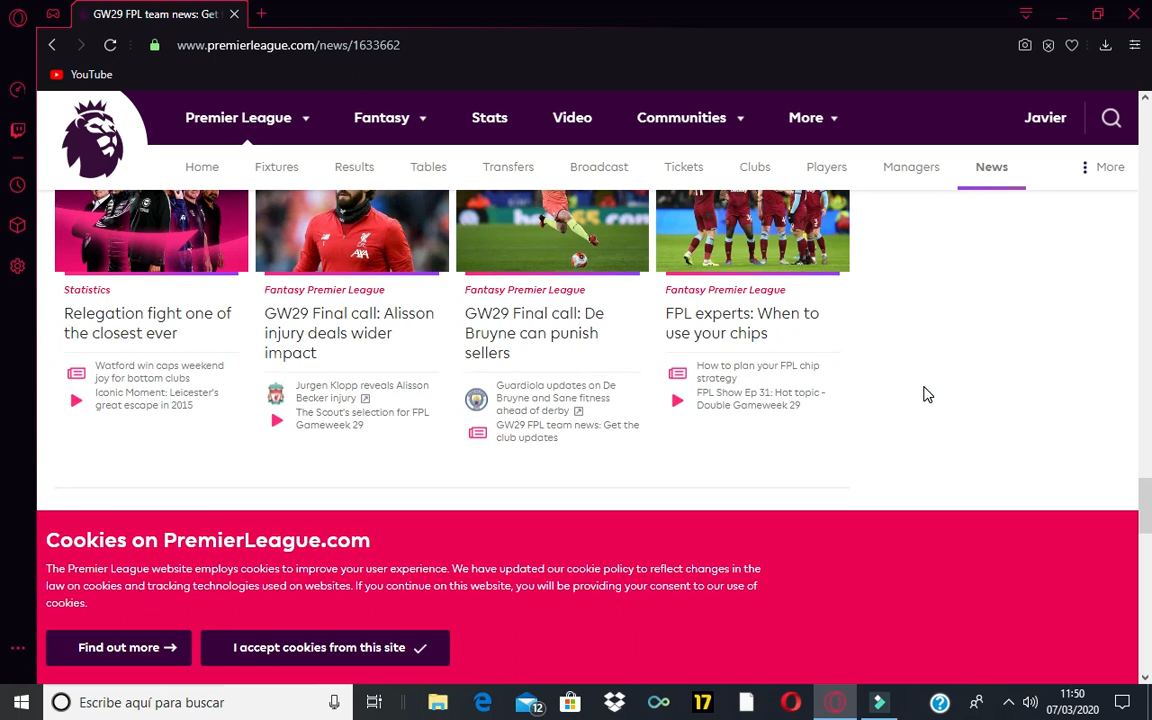 GW29 FPL team news: Get
www.premierleague.com/news/1633662
YouTube
Premier League Fantasy Stats Video Communities More Javier
Home Fixtures Results Tables Transfers Broadcast Tickets Clubs Players Managers News More
AXA
Statistics
Relegation fight one of
the closest ever
Watford win caps weekend
joy for bottom clubs
Iconic Moment: Leicester's
great escape in 2015
Fantasy Premier League
GW29 Final call: Alisson
injury deals wider
impact
Jurgen Klopp reveals Alisson
Becker injury
The Scout's selection for FPL
Gameweek 29
Fantasy Premier League
GW29 Final call: De
Bruyne can punish
sellers
Guardiola updates on De
Bruyne and Sane fitness
ahead of derby
GW29 FPL team news: Get the
club updates
Fantasy Premier League
FPL experts: When to
use your chips
How to plan your FPL chip
strategy
FPL Show Ep 31: Hot topic -
Double Gameweek 29
Cookies on PremierLeague.com
The Premier League website employs cookies to improve your user experience. We have updated our cookie policy to reflect changes in the
law on cookies and tracking technologies used on websites. If you continue on this website, you will be providing your consent to our use of
cookies.
Find out more → I accept cookies from this site
Escribe aquí para buscar
12
17
11:50
07/03/2020